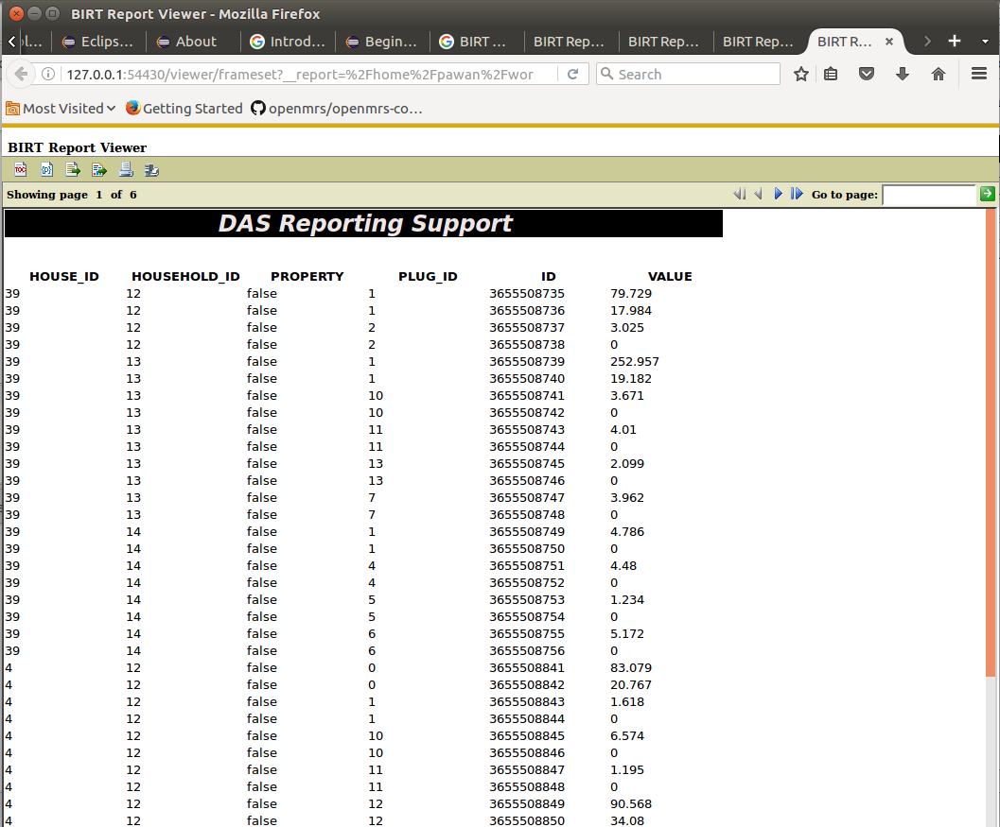 BIRT Report Viewer - Mozilla Firefox
ol... Eclips... About Introd... Begin... BIRT ... BIRT Rep... BIRT Rep... BIRT Rep... BIRT R...
127.0.0.1:54430/viewer/frameset?__report=%2Fhome%2Fpawan%2Fwor Search
Most Visited Getting Started openmrs/openmrs-co...
BIRT Report Viewer
Showing page 1 of 6 Go to page:
DAS Reporting Support
HOUSE_ID HOUSEHOLD_ID PROPERTY PLUG_ID ID VALUE
39 12 false 1 3655508735 79.729
39 12 false 1 3655508736 17.984
39 12 false 2 3655508737 3.025
39 12 false 2 3655508738 0
39 13 false 1 3655508739 252.957
39 13 false 1 3655508740 19.182
39 13 false 10 3655508741 3.671
39 13 false 10 3655508742 0
39 13 false 11 3655508743 4.01
39 13 false 11 3655508744 0
39 13 false 13 3655508745 2.099
39 13 false 13 3655508746 0
39 13 false 7 3655508747 3.962
39 13 false 7 3655508748 0
39 14 false 1 3655508749 4.786
39 14 false 1 3655508750 0
39 14 false 4 3655508751 4.48
39 14 false 4 3655508752 0
39 14 false 5 3655508753 1.234
39 14 false 5 3655508754 0
39 14 false 6 3655508755 5.172
39 14 false 6 3655508756 0
4 12 false 0 3655508841 83.079
4 12 false 0 3655508842 20.767
4 12 false 1 3655508843 1.618
4 12 false 1 3655508844 0
4 12 false 10 3655508845 6.574
4 12 false 10 3655508846 0
4 12 false 11 3655508847 1.195
4 12 false 11 3655508848 0
4 12 false 12 3655508849 90.568
4 12 false 12 3655508850 34.08